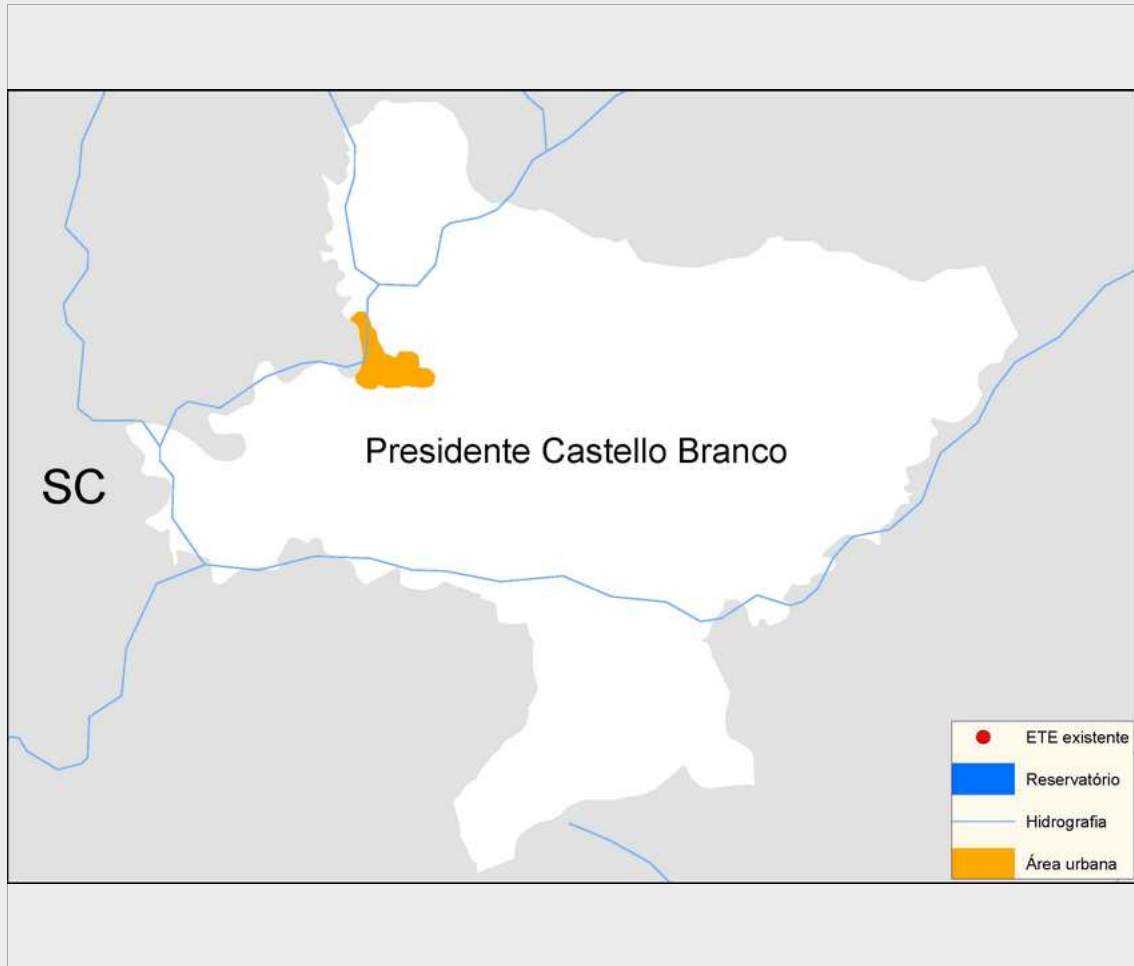 Presidente Castello Branco
SC
ETE existente
Reservatório
Hidrografia
Área urbana